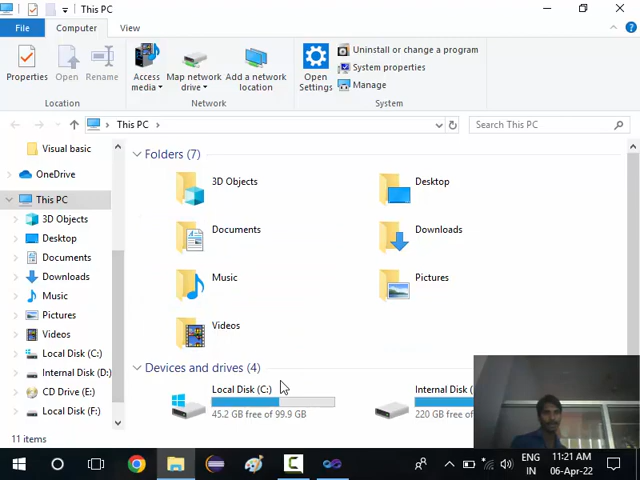 This PC
File
Computer
View
Properties
Open
Rename
Access media
Map network drive
Add a network location
Open Settings
Uninstall or change a program
System properties
Manage
Location
Network
System
This PC
Search This PC
Visual basic
OneDrive
This PC
3D Objects
Desktop
Documents
Downloads
Music
Pictures
Videos
Local Disk (C:)
Internal Disk (D:)
CD Drive (E:)
Local Disk (F:)
Folders (7)
3D Objects
Desktop
Documents
Downloads
Music
Pictures
Videos
Devices and drives (4)
Local Disk (C:)
45.2 GB free of 99.9 GB
Internal Disk (
220 GB free of
11 items
ENG
IN
11:21 AM
06-Apr-22